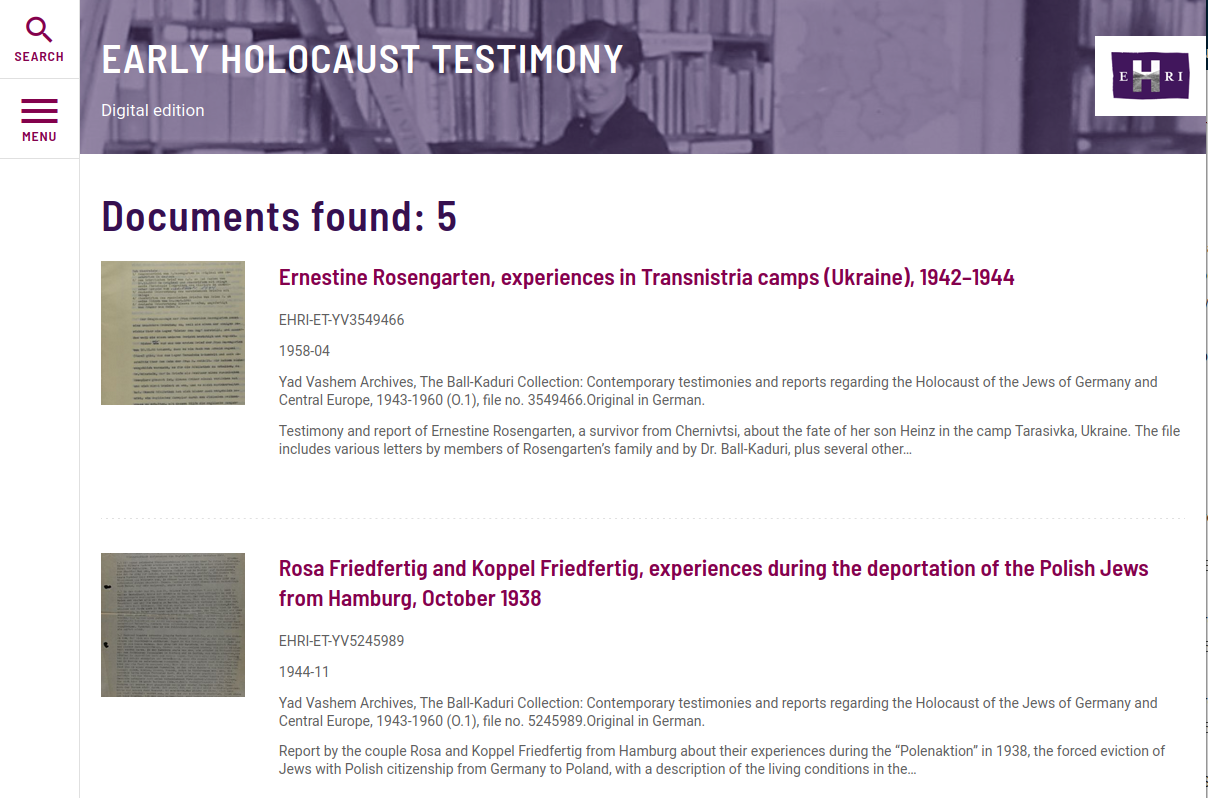 SEARCH
MENU
EARLY HOLOCAUST TESTIMONY
Digital edition
EHRI
Documents found: 5
Ernestine Rosengarten, experiences in Transnistria camps (Ukraine), 1942–1944
EHRI-ET-YV3549466
1958-04
Yad Vashem Archives, The Ball-Kaduri Collection: Contemporary testimonies and reports regarding the Holocaust of the Jews of Germany and
Central Europe, 1943-1960 (O.1), file no. 3549466.Original in German.
Testimony and report of Ernestine Rosengarten, a survivor from Chernivtsi, about the fate of her son Heinz in the camp Tarasivka, Ukraine. The file
includes various letters by members of Rosengarten’s family and by Dr. Ball-Kaduri, plus several other…
Rosa Friedfertig and Koppel Friedfertig, experiences during the deportation of the Polish Jews
from Hamburg, October 1938
EHRI-ET-YV5245989
1944-11
Yad Vashem Archives, The Ball-Kaduri Collection: Contemporary testimonies and reports regarding the Holocaust of the Jews of Germany and
Central Europe, 1943-1960 (O.1), file no. 5245989.Original in German.
Report by the couple Rosa and Koppel Friedfertig from Hamburg about their experiences during the “Polenaktion” in 1938, the forced eviction of
Jews with Polish citizenship from Germany to Poland, with a description of the living conditions in the…